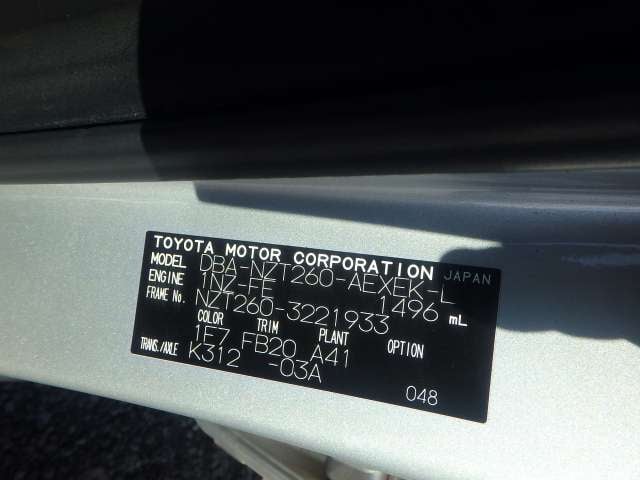 TOYOTA MOTOR CORPORATION JAPAN
MODEL DBA-NZT260-AEXEK-L
ENGINE 1NZ-FE 1496 mL
FRAME No. NZT260-3221933
COLOR TRIM PLANT OPTION
1F7 FB20 A41
TRANS./AXLE K312 -03A
048